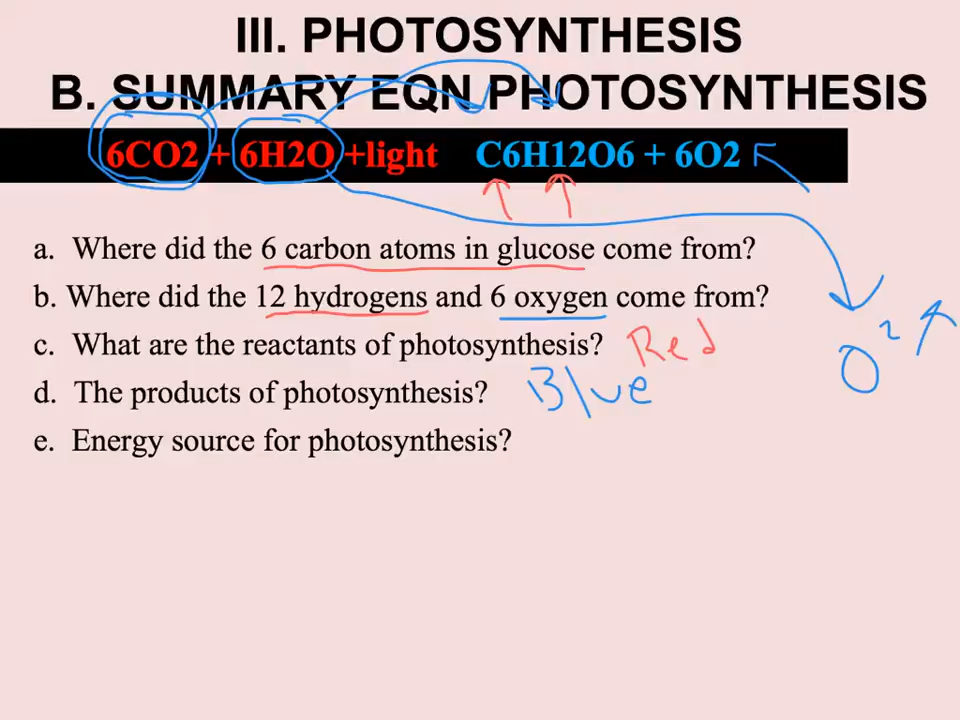 III. PHOTOSYNTHESIS
B. SUMMARY EQN PHOTOSYNTHESIS
6CO2 + 6H2O +light C6H12O6 + 6O2
a. Where did the 6 carbon atoms in glucose come from?
b. Where did the 12 hydrogens and 6 oxygen come from?
c. What are the reactants of photosynthesis? Red
d. The products of photosynthesis? Blue
O2
e. Energy source for photosynthesis?